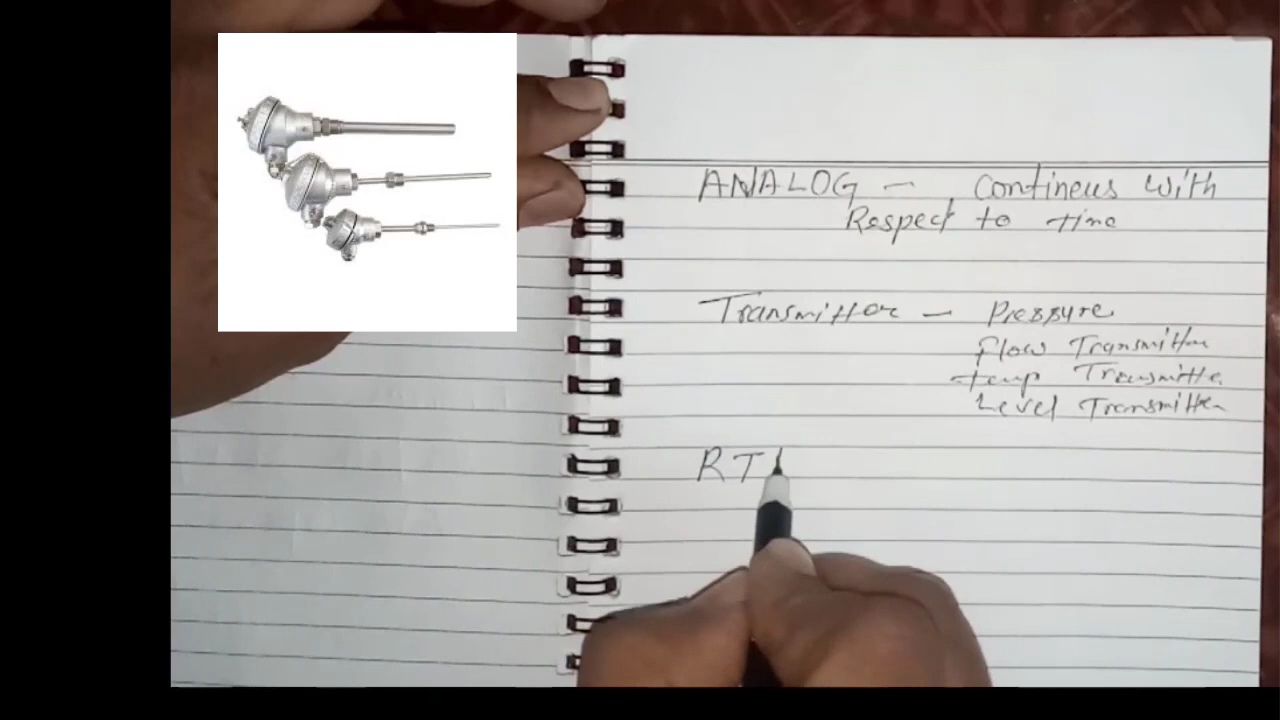 ANALOG - Contineus With
Respect to time
Transmitter - Pressure
flow Transmitter
temp Transmitter
Level Transmitter
RT